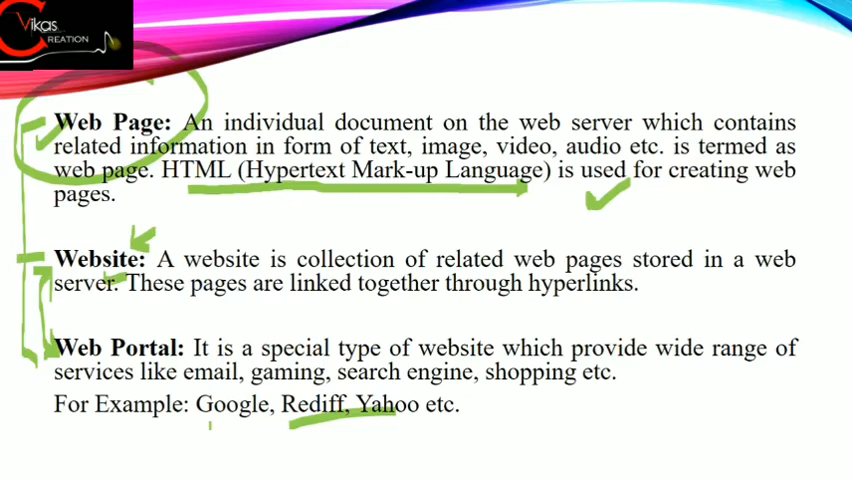 Vikas
CREATION
Web Page: An individual document on the web server which contains
related information in form of text, image, video, audio etc. is termed as
web page. HTML (Hypertext Mark-up Language) is used for creating web
pages.
Website: A website is collection of related web pages stored in a web
server. These pages are linked together through hyperlinks.
Web Portal: It is a special type of website which provide wide range of
services like email, gaming, search engine, shopping etc.
For Example: Google, Rediff, Yahoo etc.